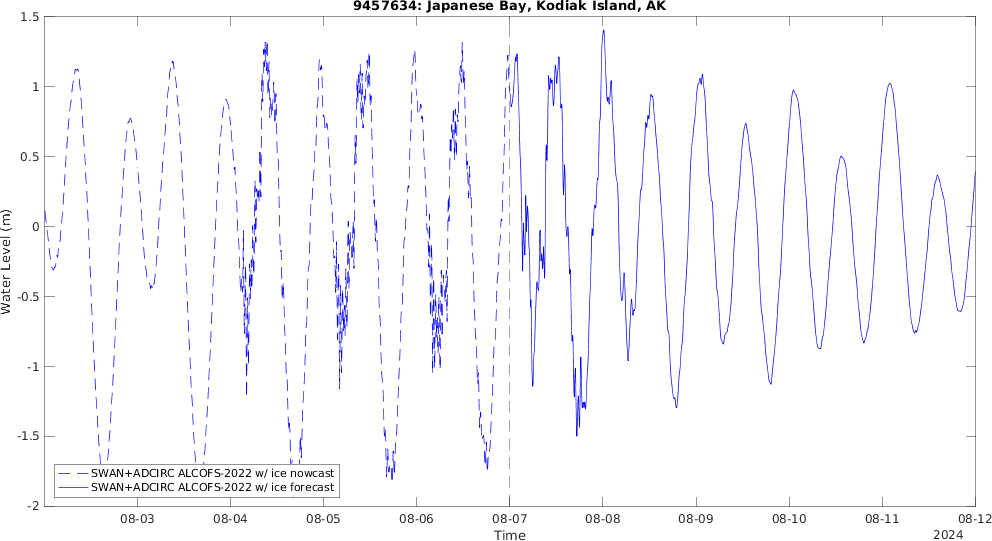 9457634: Japanese Bay, Kodiak Island, AK
1.5
1
0.5
0
-0.5
-1
-1.5
-2
Water Level (m)
SWAN+ADCIRC ALCOFS-2022 w/ ice nowcast
SWAN+ADCIRC ALCOFS-2022 w/ ice forecast
08-03 08-04 08-05 08-06 08-07 08-08 08-09 08-10 08-11 08-12
Time
2024